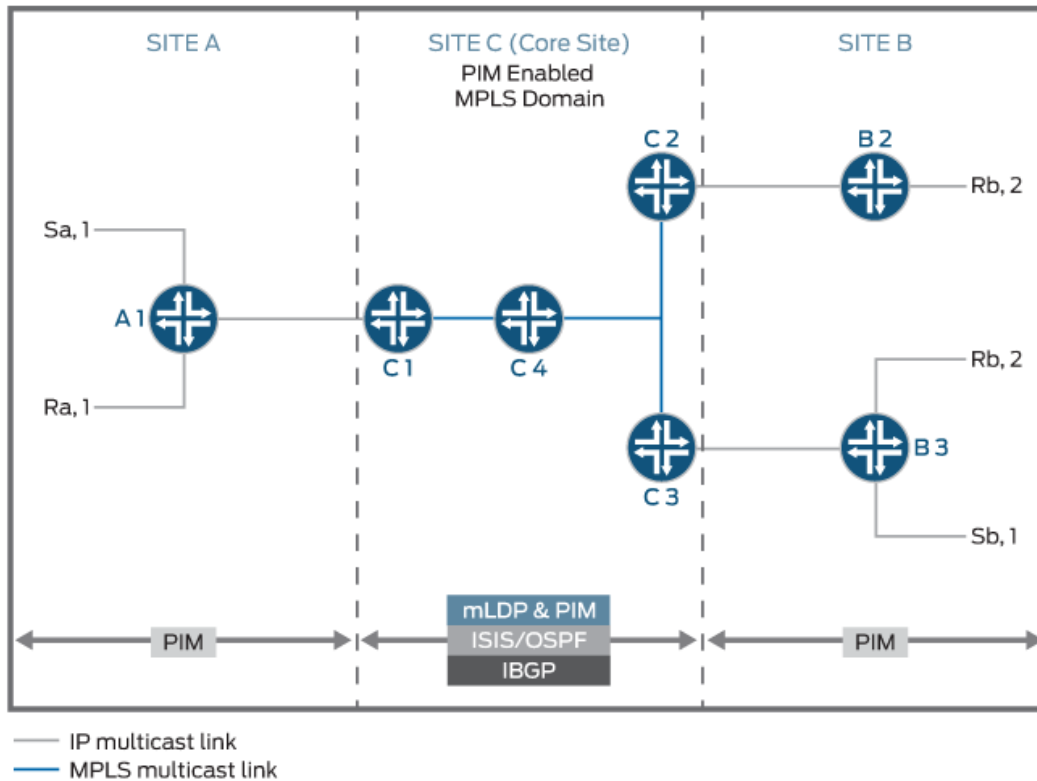 SITE A
SITE C (Core Site)
PIM Enabled
MPLS Domain
SITE B
C 2
B 2
Rb, 2
Sa, 1
A 1
C 1
C 4
Ra, 1
Rb, 2
B 3
C 3
Sb, 1
mLDP & PIM
PIM
ISIS/OSPF
PIM
IBGP
IP multicast link
MPLS multicast link